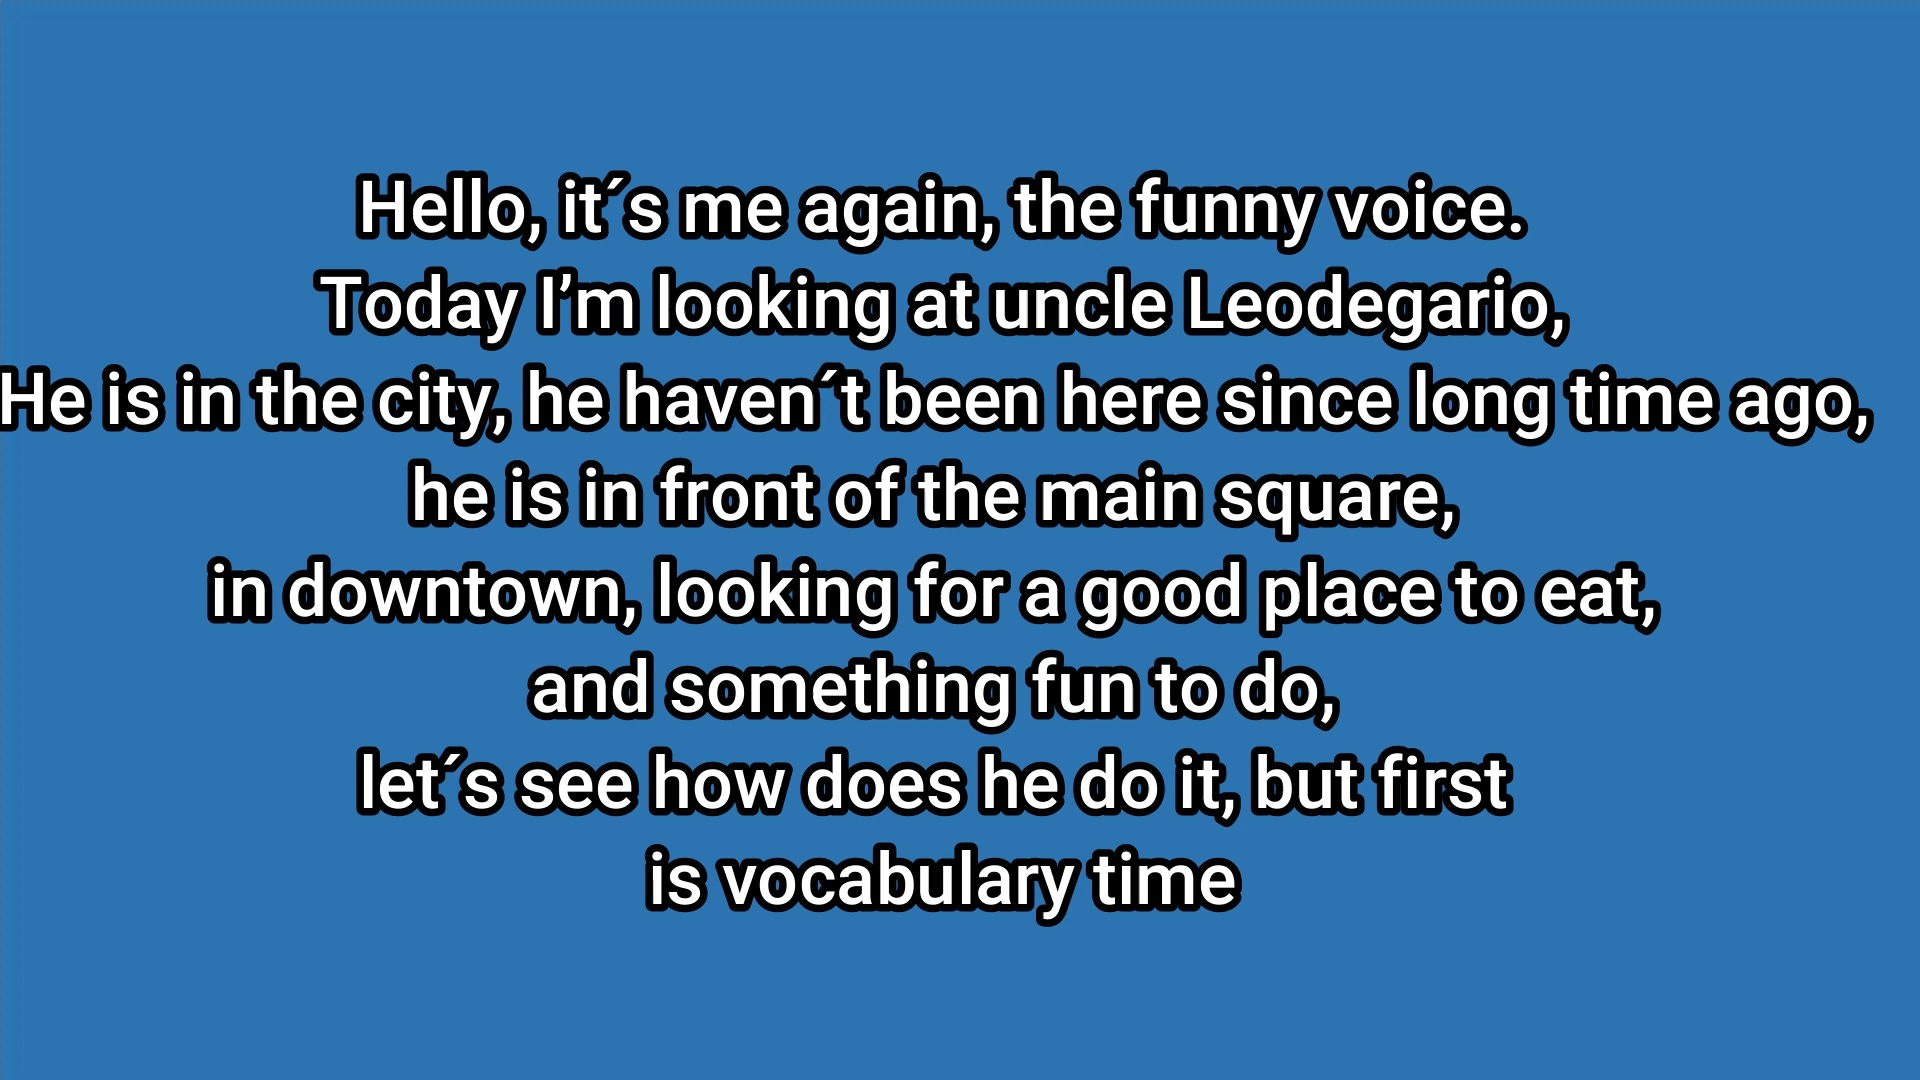 Hello, it´s me again, the funny voice.
Today I’m looking at uncle Leodegario,
He is in the city, he haven´t been here since long time ago,
he is in front of the main square,
in downtown, looking for a good place to eat,
and something fun to do,
let´s see how does he do it, but first
is vocabulary time